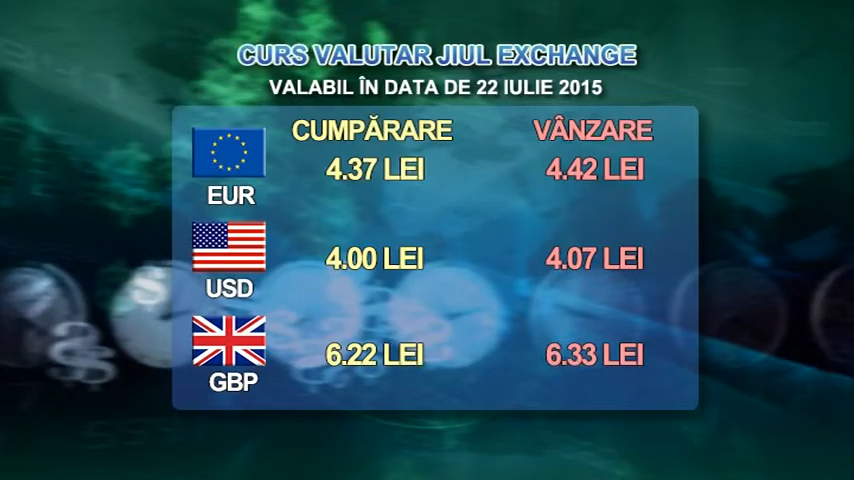 CURS VALUTAR JIUL EXCHANGE
VALABIL ÎN DATA DE 22 IULIE 2015
CUMPĂRARE VÂNZARE
EUR 4.37 LEI 4.42 LEI
USD 4.00 LEI 4.07 LEI
GBP 6.22 LEI 6.33 LEI